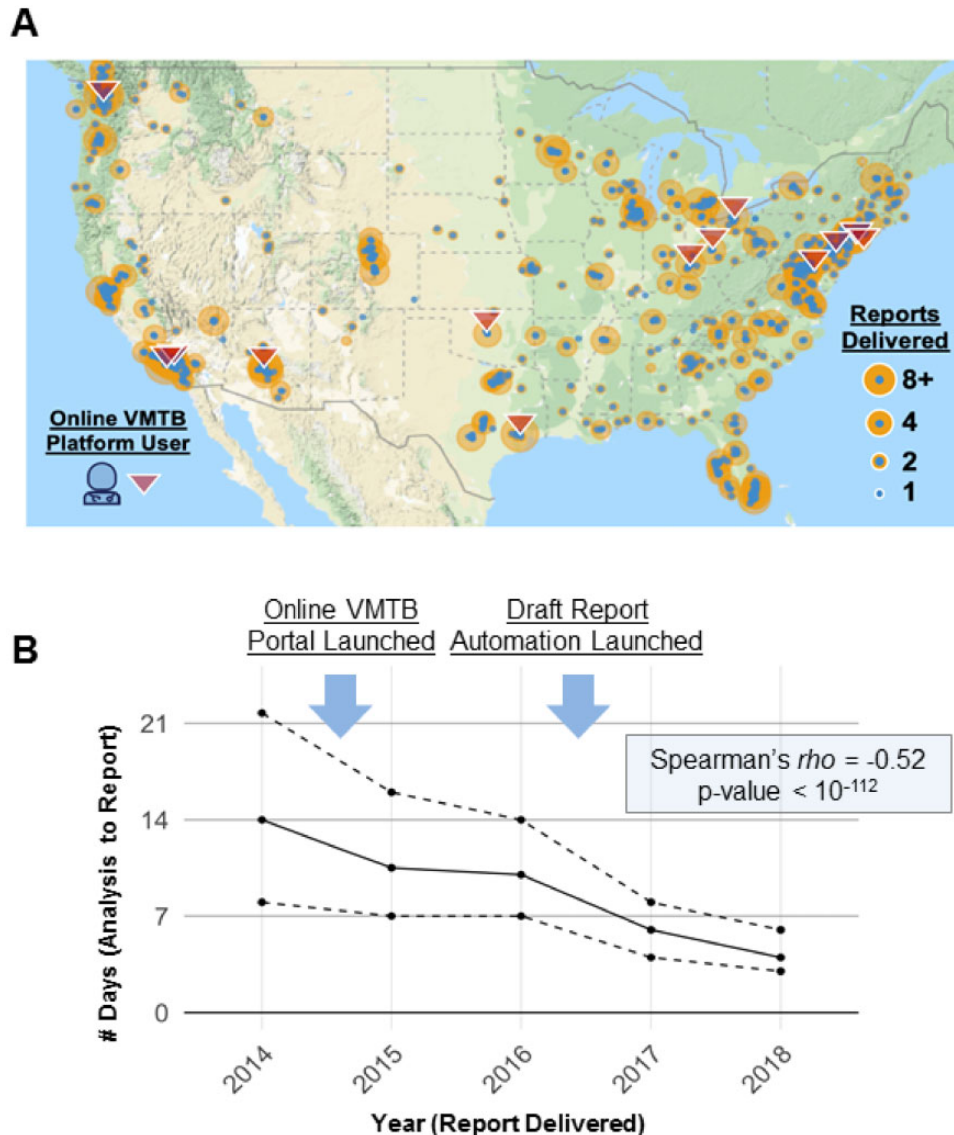 A
Reports
Delivered
8+
4
2
1
Online VMTB
Platform User
Online VMTB
Portal Launched
Draft Report
Automation Launched
B
# Days (Analysis to Report)
21
14
7
0
Spearman's rho = -0.52
p-value < 10⁻¹¹²
2014
2015
2016
2017
2018
Year (Report Delivered)